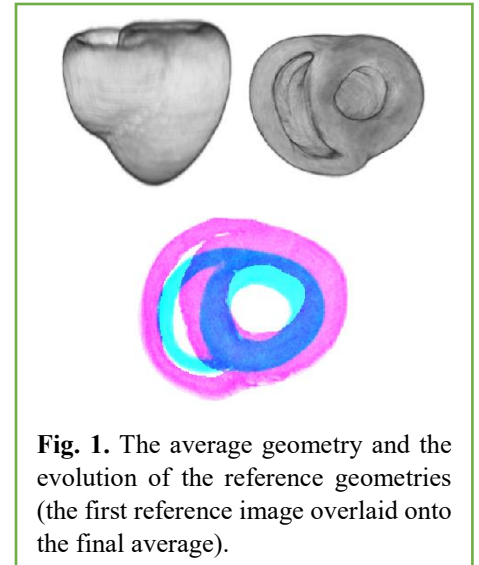 Fig. 1. The average geometry and the
evolution of the reference geometries
(the first reference image overlaid onto
the final average).